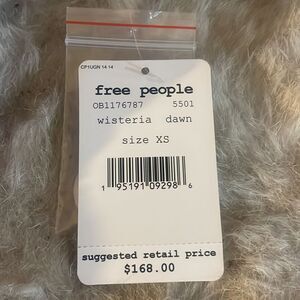 CP1UGN 14.14
free people
OB1176787 5501
wisteria dawn
size XS
1 95191 09298 6
suggested retail price
$168.00